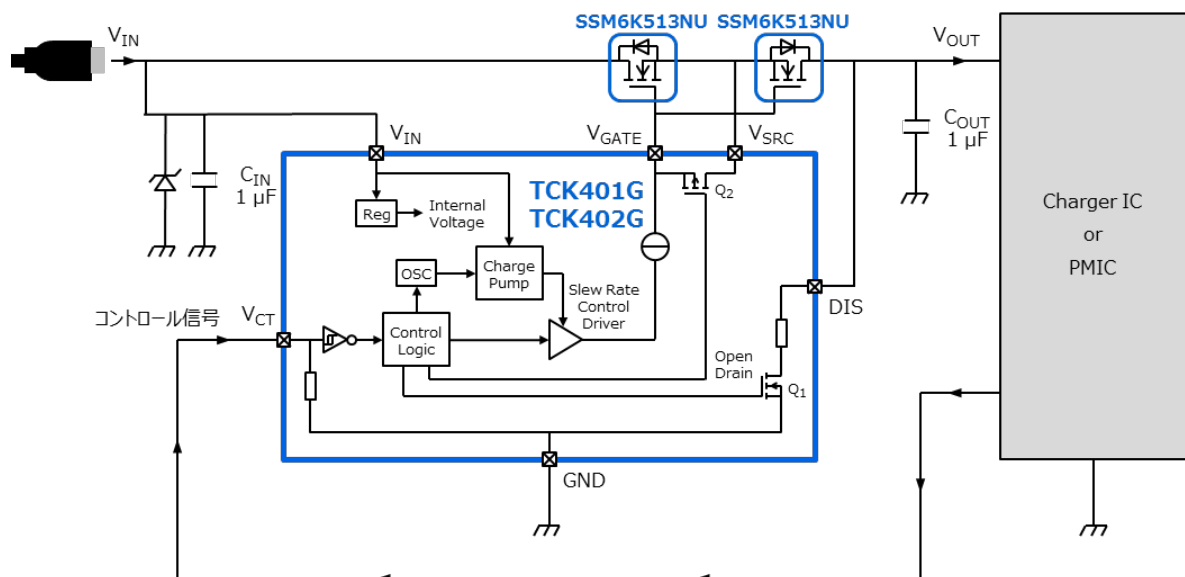 SSM6K513NU SSM6K513NU
VIN
VOUT
VIN
VGATE
VSRC
COUT
1 µF
CIN
1 µF
TCK401G
TCK402G
Q2
Reg
Internal
Voltage
Charger IC
or
PMIC
OSC
Charge
Pump
Slew Rate
Control
Driver
DIS
コントロール信号
VCT
Control
Logic
Open
Drain
Q1
GND